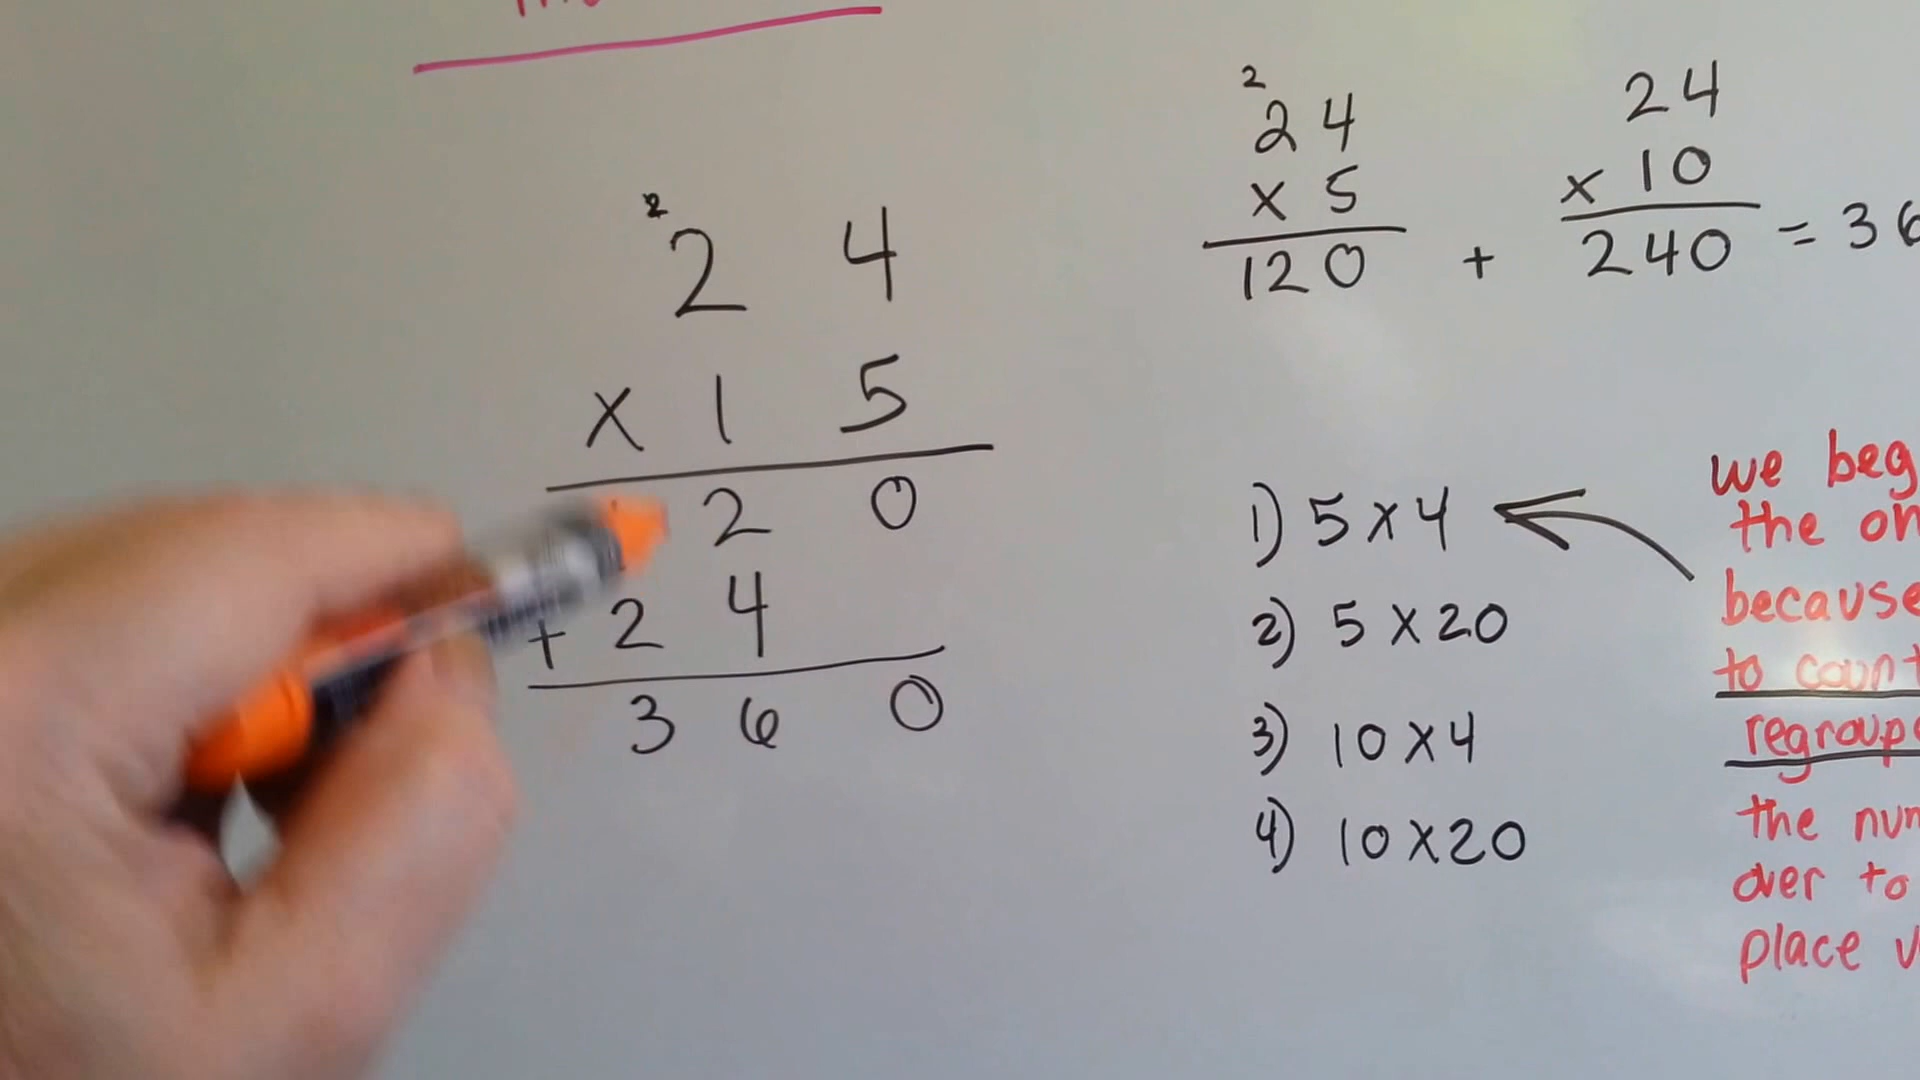 2
2 4
x 1 5
2 0
+ 2 4
3 6 0
2
24
x 5
120
+
24
x 10
240
= 36
1) 5 x 4
2) 5 x 20
3) 10 x 4
4) 10 x 20
we beg
the on
because
to count
regroup
the num
over to
place v